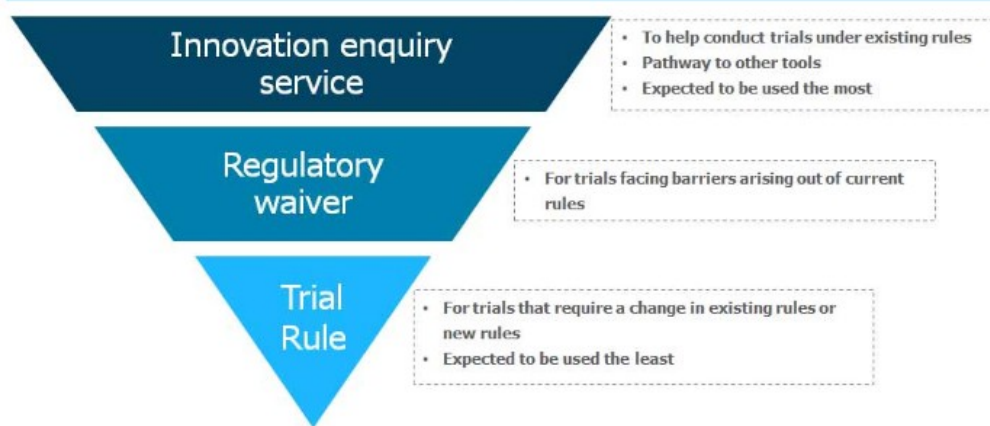 Innovation enquiry
service
• To help conduct trials under existing rules
• Pathway to other tools
• Expected to be used the most
Regulatory
waiver
• For trials facing barriers arising out of current
rules
Trial
Rule
• For trials that require a change in existing rules or
new rules
• Expected to be used the least